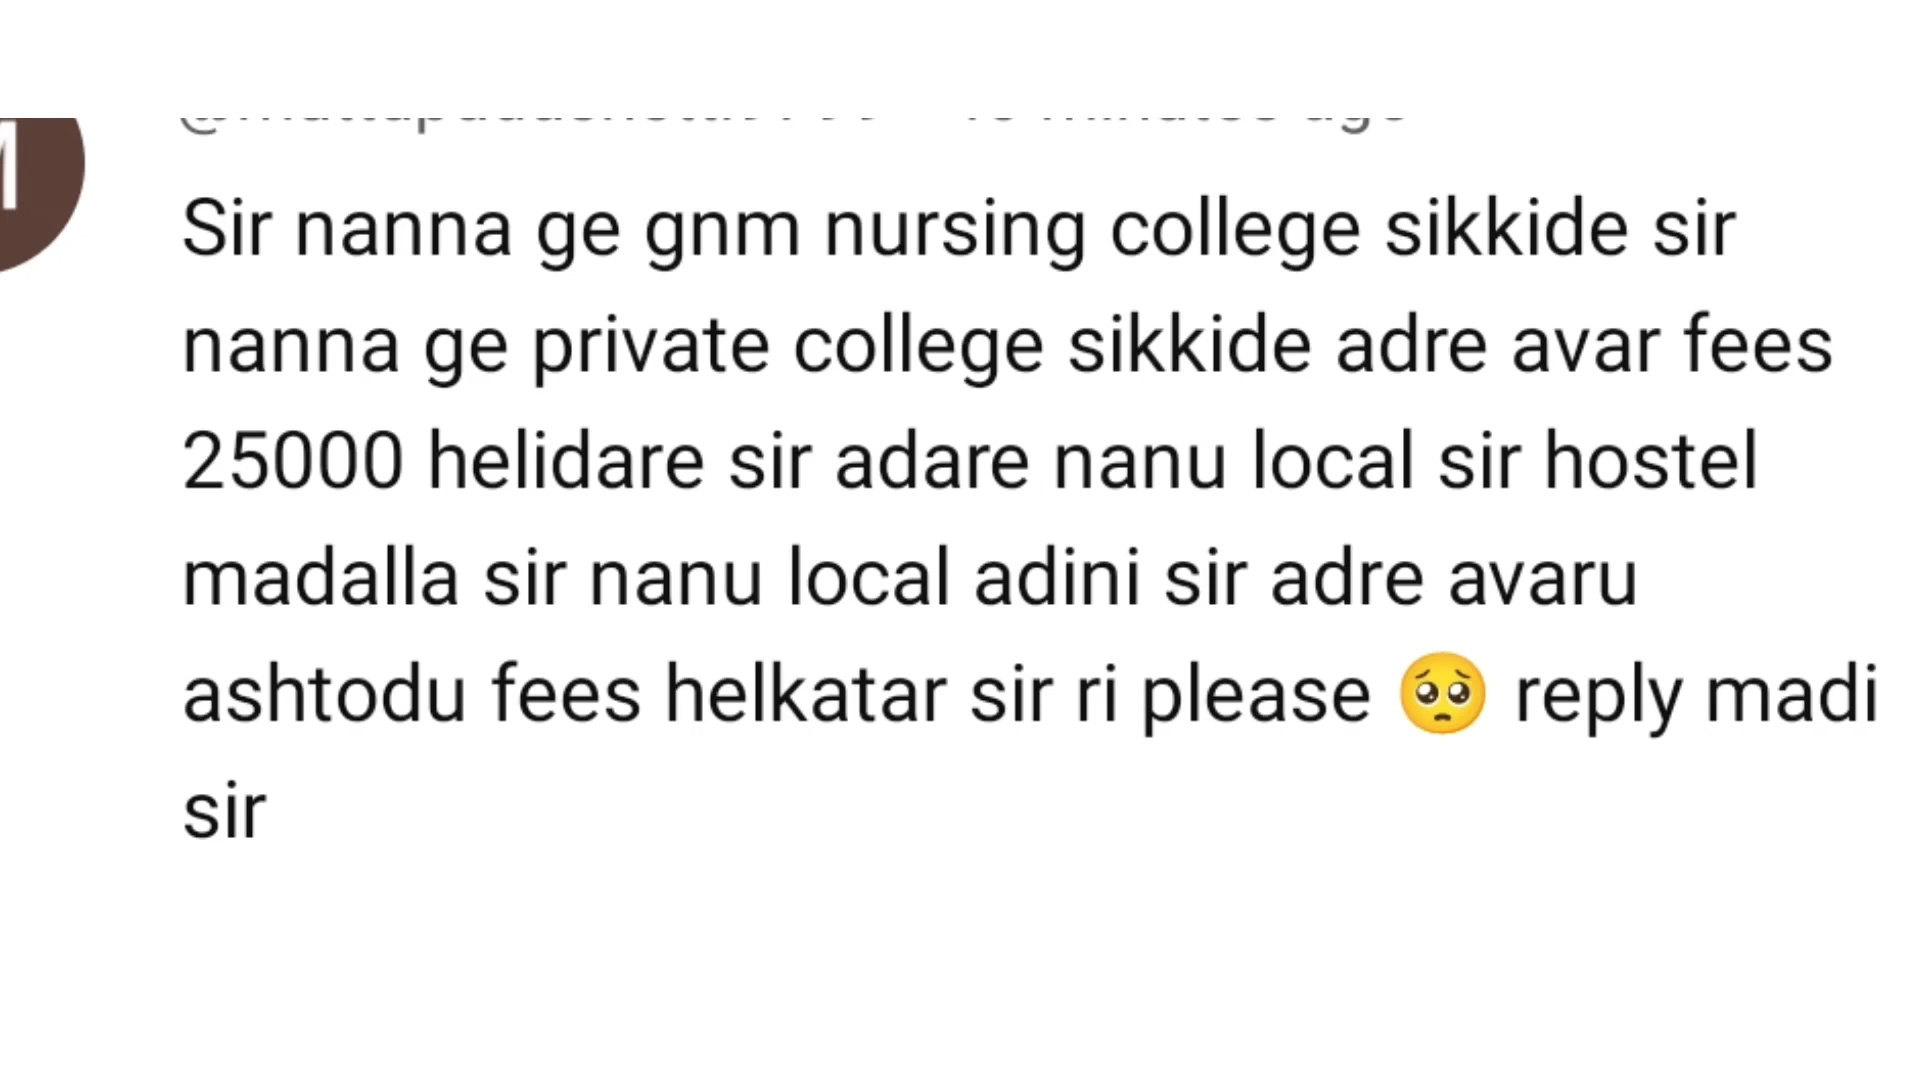 Sir nanna ge gnm nursing college sikkide sir
nanna ge private college sikkide adre avar fees
25000 helidare sir adare nanu local sir hostel
madalla sir nanu local adini sir adre avaru
ashtodu fees helkatar sir ri please 🥺 reply madi
sir